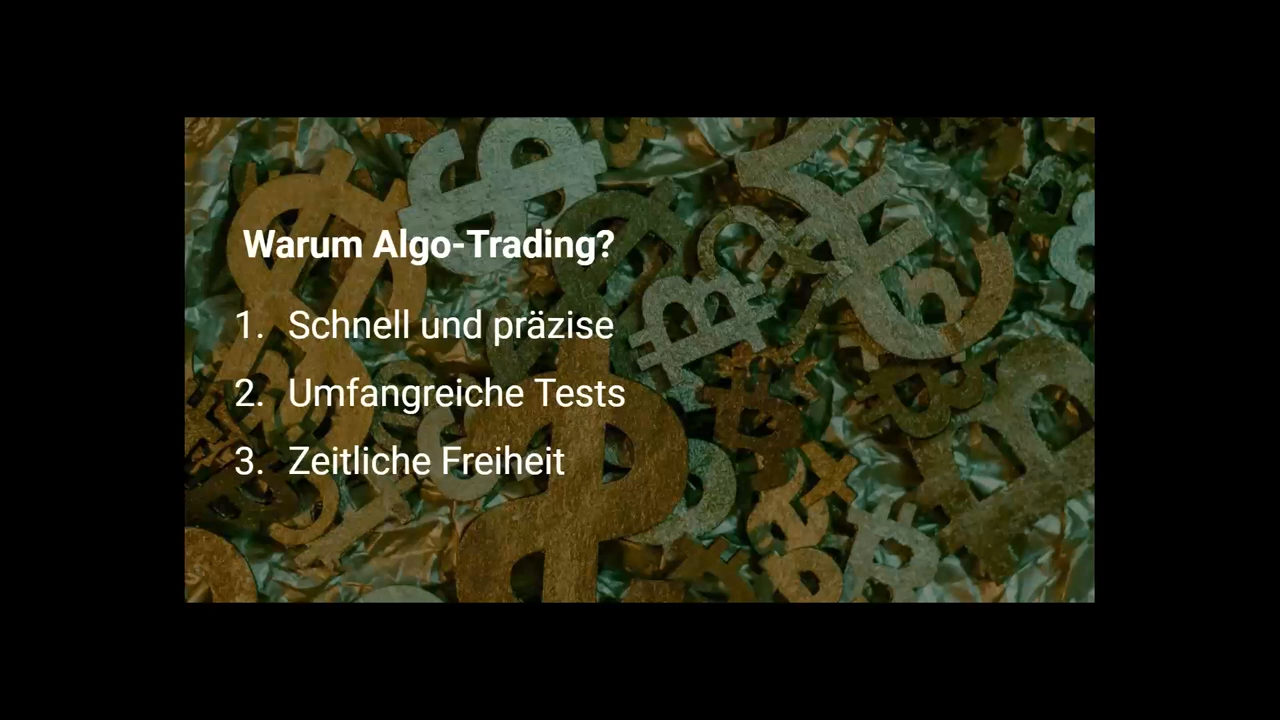 Warum Algo-Trading?
1. Schnell und präzise
2. Umfangreiche Tests
3. Zeitliche Freiheit